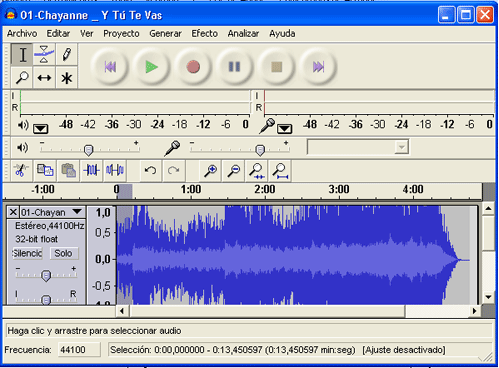 01-Chayanne _ Y Tú Te Vas
Archivo Editar Ver Proyecto Generar Efecto Analizar Ayuda
I
R
-48 -42 -36 -30 -24 -18 -12 -6 0
I
R
-48 -42 -36 -30 -24 -18 -12 -6 0
- +
- +
-1:00 0 1:00 2:00 3:00 4:00
01-Chayan
Estéreo,44100Hz
32-bit float
Silencic Solo
- +
I R
1,0
0,5
0,0
-0,5
-1,0
1,0
Haga clic y arrastre para seleccionar audio
Frecuencia: 44100 Selección: 0:00,000000 - 0:13,450597 (0:13,450597 min:seg) [Ajuste desactivado]